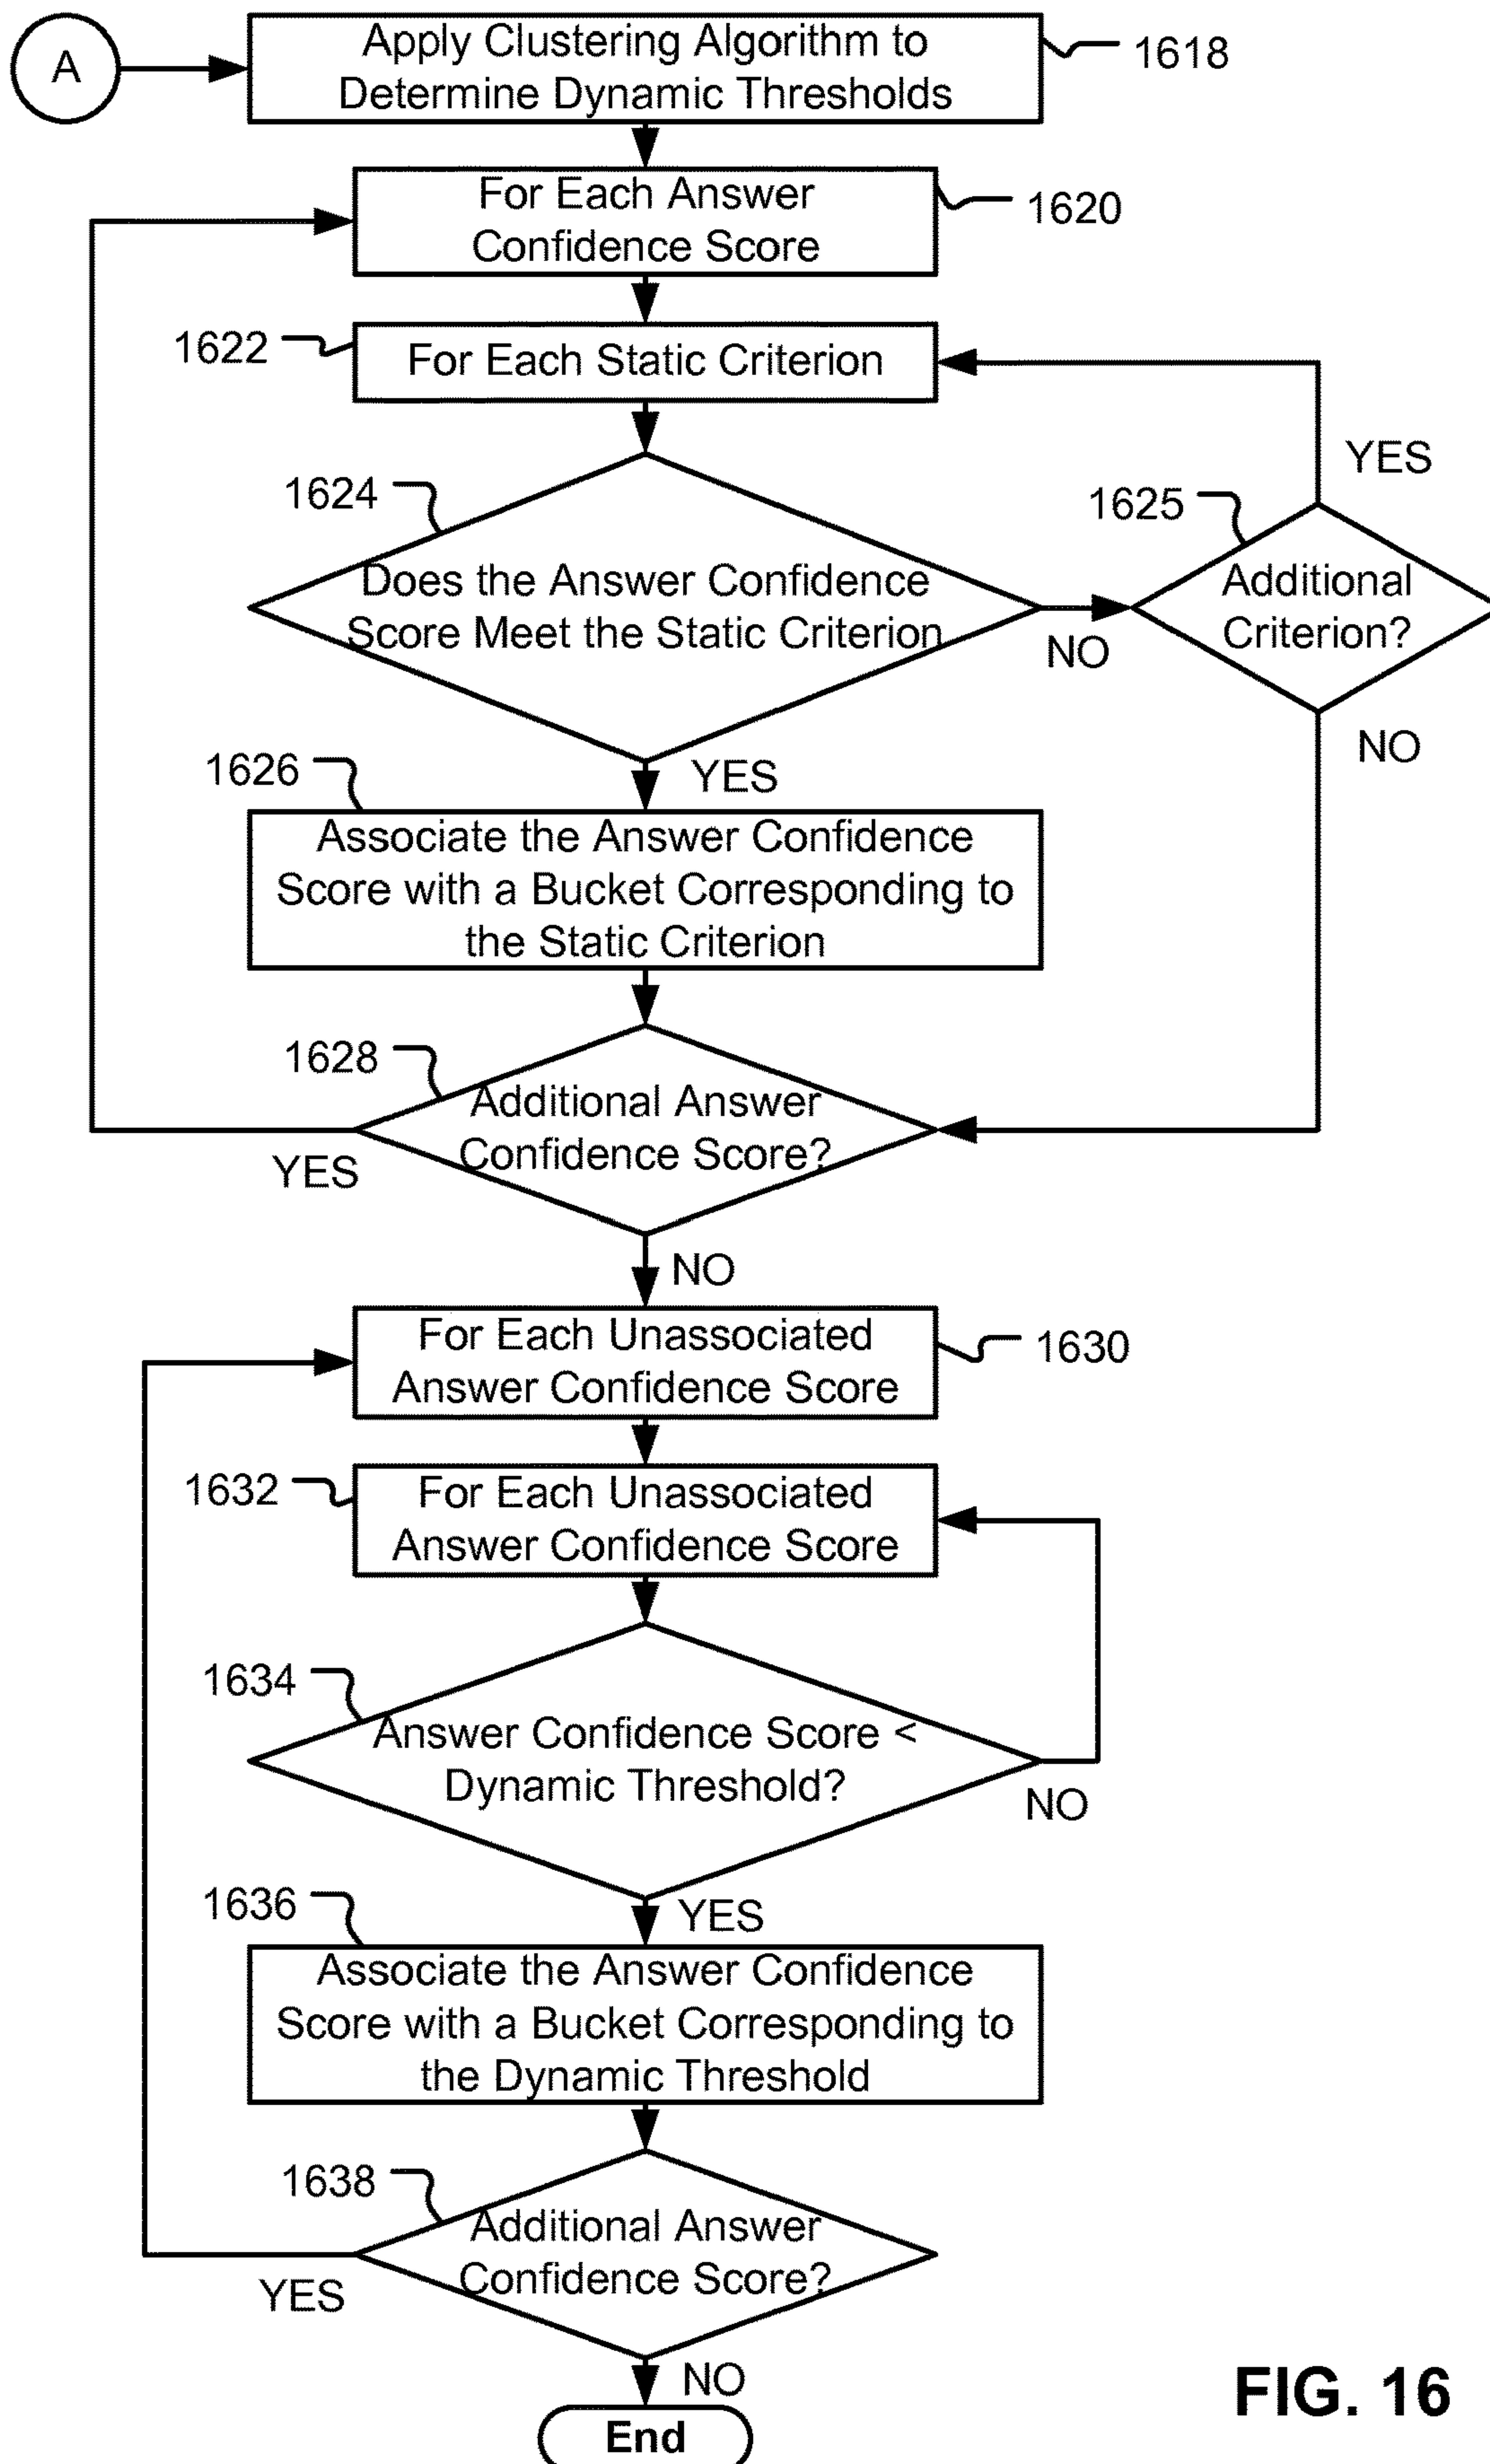 A
Apply Clustering Algorithm to
Determine Dynamic Thresholds
1618
For Each Answer
Confidence Score
1620
1622
For Each Static Criterion
YES
1624
1625
Does the Answer Confidence
Score Meet the Static Criterion
NO
Additional
Criterion?
NO
1626
YES
Associate the Answer Confidence
Score with a Bucket Corresponding to
the Static Criterion
1628
Additional Answer
Confidence Score?
YES
NO
For Each Unassociated
Answer Confidence Score
1630
1632
For Each Unassociated
Answer Confidence Score
1634
Answer Confidence Score <
Dynamic Threshold?
NO
1636
YES
Associate the Answer Confidence
Score with a Bucket Corresponding to
the Dynamic Threshold
1638
Additional Answer
Confidence Score?
YES
NO
End
FIG. 16